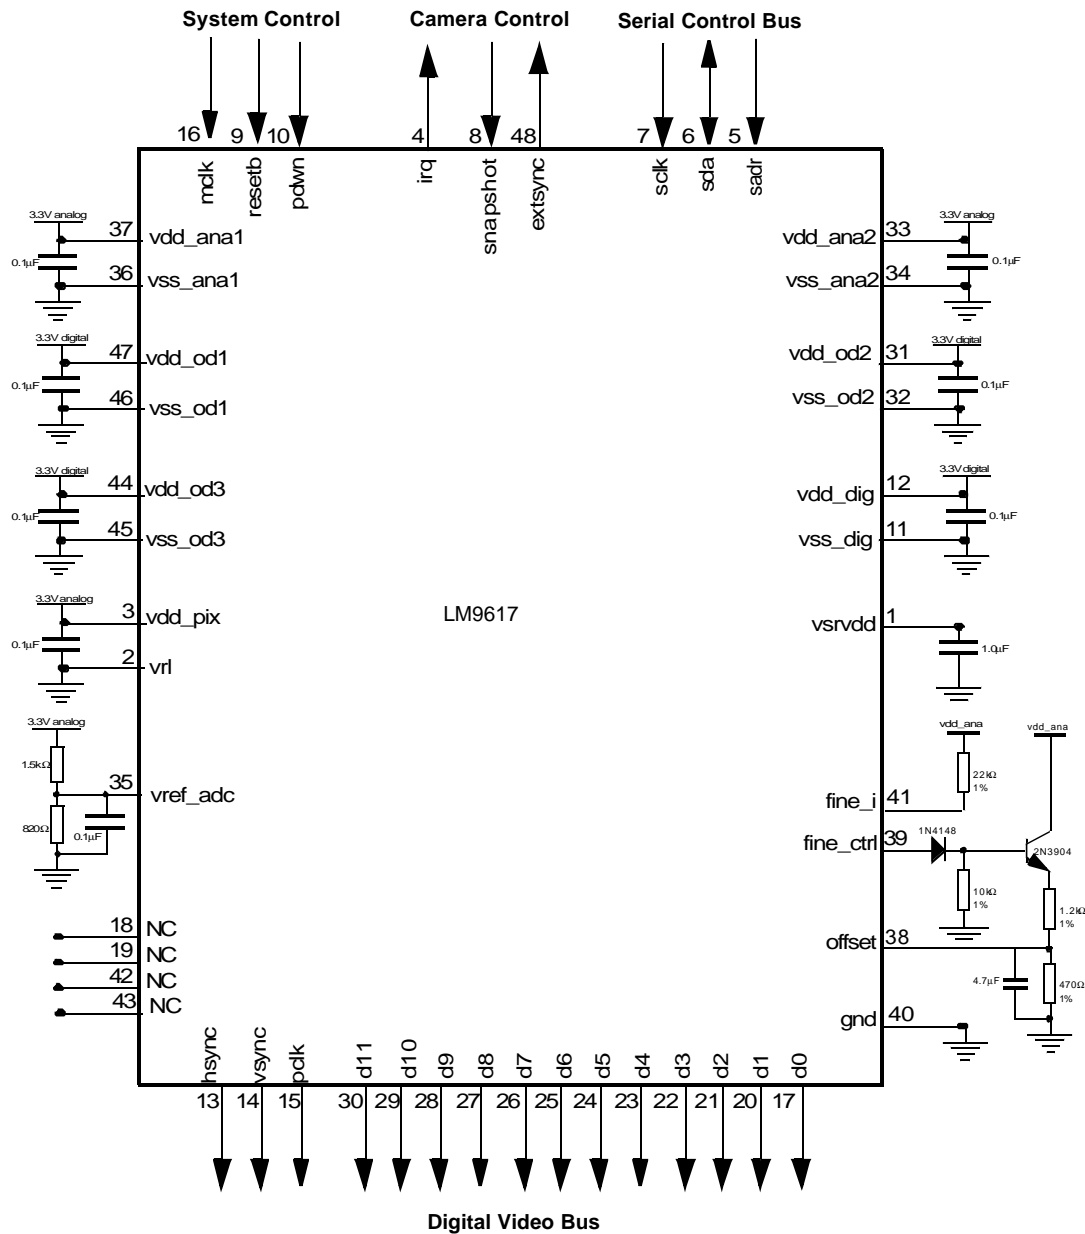 System Control Camera Control Serial Control Bus
16 9 10 4 8 48 7 6 5
mclk resetb pdwn irq snapshot extsync sclk sda sadr
3.3V analog 37 vdd_ana1 vdd_ana2 33 3.3V analog
0.1µF 36 vss_ana1 vss_ana2 34 0.1µF
3.3V digital 47 vdd_od1 vdd_od2 31 3.3V digital
0.1µF 46 vss_od1 vss_od2 32 0.1µF
3.3V digital 44 vdd_od3 vdd_dig 12 3.3V digital
0.1µF 45 vss_od3 vss_dig 11 0.1µF
3.3V analog 3 vdd_pix LM9617 vsrvdd 1
0.1µF 2 vrl 1.0µF
3.3V analog vdd_ana vdd_ana
1.5kΩ 35 vref_adc 22kΩ 1%
820Ω 0.1µF fine_i 41
fine_ctrl 39 1N4148 2N3904
10kΩ 1% 1.2kΩ 1%
18 NC
19 NC offset 38
42 NC 4.7µF 470Ω 1%
43 NC
gnd 40
hsync vsync pclk d11 d10 d9 d8 d7 d6 d5 d4 d3 d2 d1 d0
13 14 15 30 29 28 27 26 25 24 23 22 21 20 17
Digital Video Bus